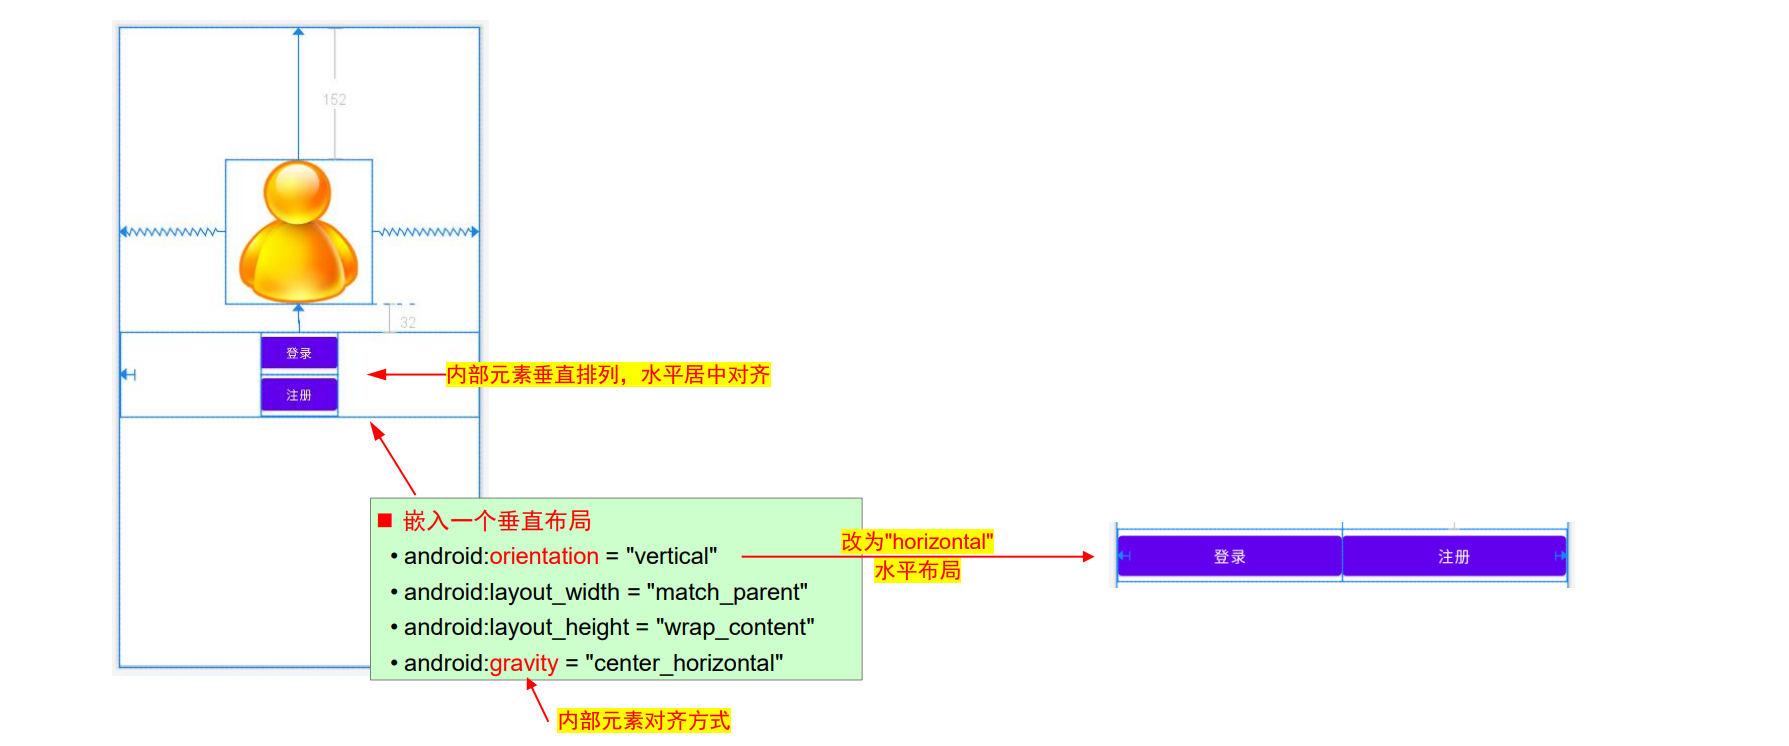 152
32
登录
注册
内部元素垂直排列，水平居中对齐
■ 嵌入一个垂直布局
• android:orientation = "vertical"
• android:layout_width = "match_parent"
• android:layout_height = "wrap_content"
• android:gravity = "center_horizontal"
内部元素对齐方式
改为"horizontal"
水平布局
登录
注册